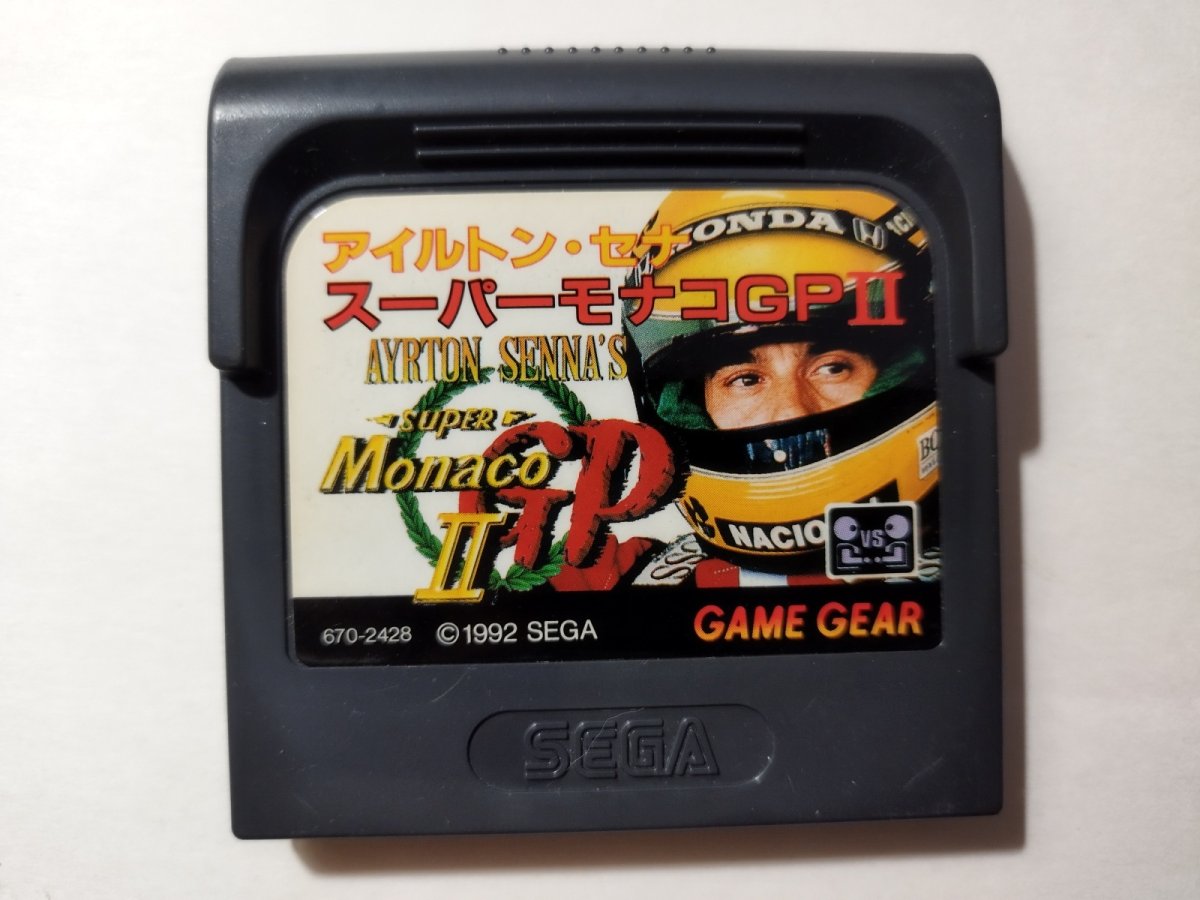 アイルトン・セナ
スーパーモナコGPII
AYRTON SENNA'S
SUPER
Monaco
GP
II
HONDA
NACIO
VS
670-2428 ©1992 SEGA
GAME GEAR
SEGA